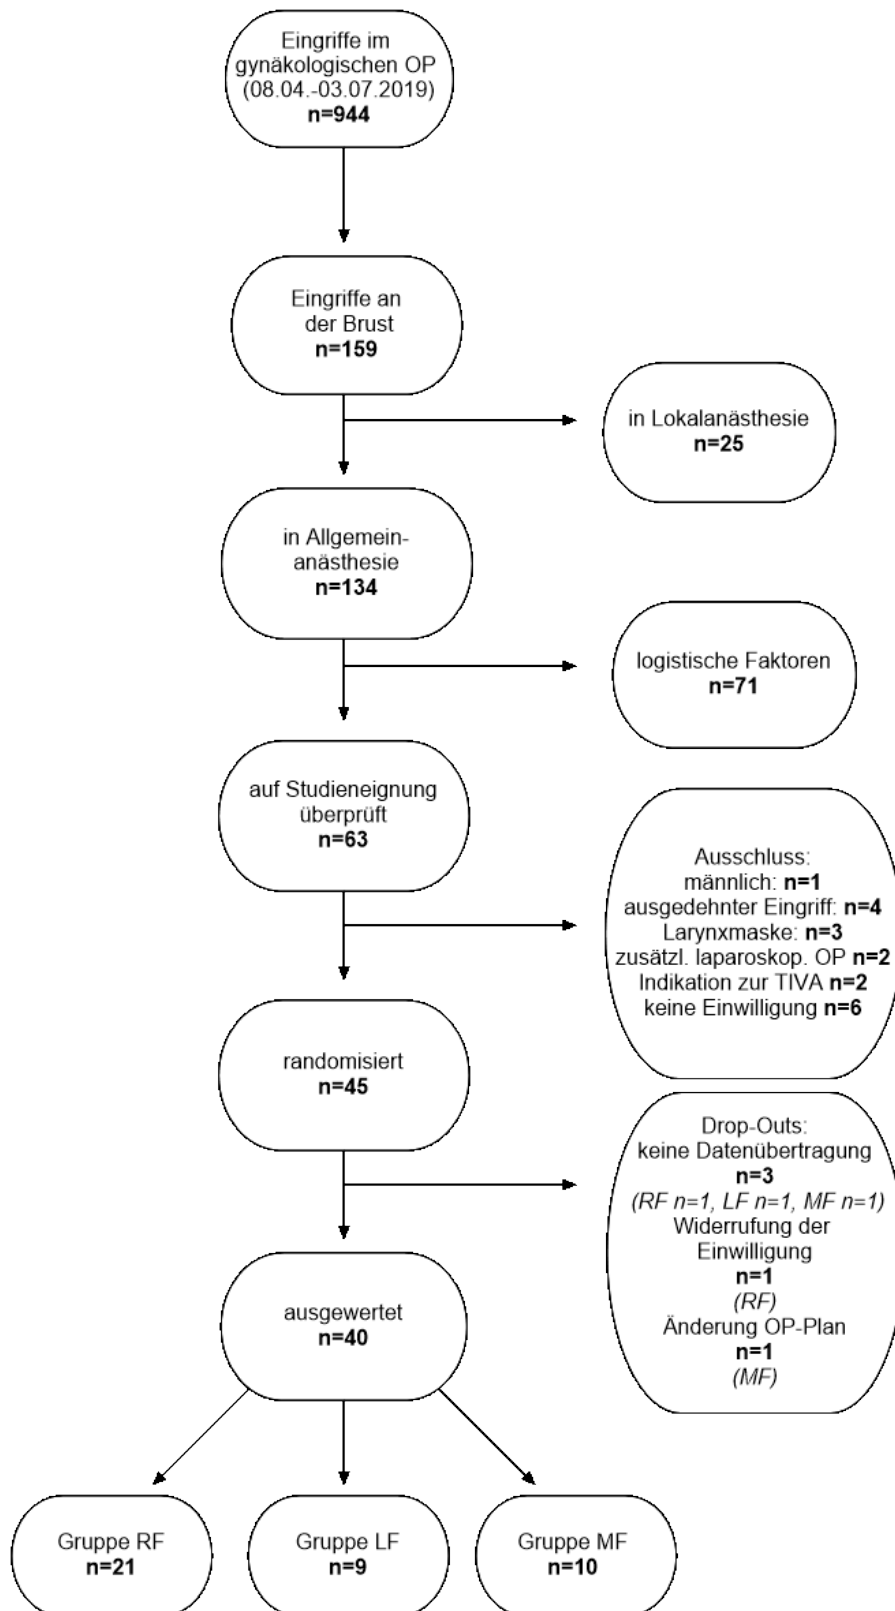 Eingriffe im
gynäkologischen OP
(08.04.-03.07.2019)
n=944
Eingriffe an
der Brust
n=159
in Lokalanästhesie
n=25
in Allgemein-
anästhesie
n=134
logistische Faktoren
n=71
auf Studieneignung
überprüft
n=63
Ausschluss:
männlich: n=1
ausgedehnter Eingriff: n=4
Larynxmaske: n=3
zusätzl. laparoskop. OP n=2
Indikation zur TIVA n=2
keine Einwilligung n=6
randomisiert
n=45
Drop-Outs:
keine Datenübertragung
n=3
(RF n=1, LF n=1, MF n=1)
Widerrufung der
Einwilligung
n=1
(RF)
Änderung OP-Plan
n=1
(MF)
ausgewertet
n=40
Gruppe RF
n=21
Gruppe LF
n=9
Gruppe MF
n=10